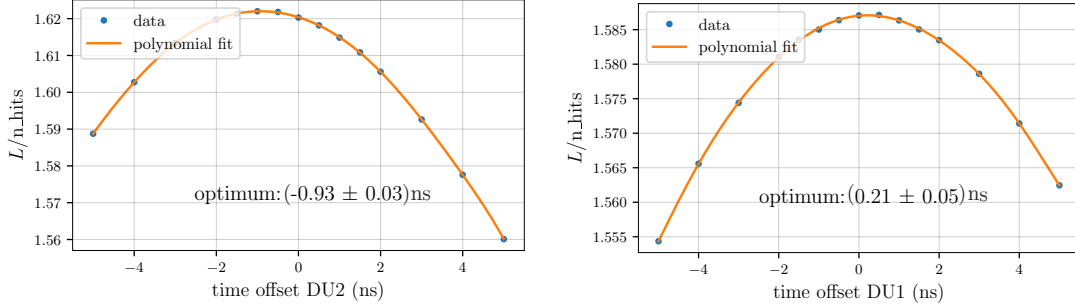 1.62
1.61
1.60
1.59
1.58
1.57
1.56
L/n_hits
data
polynomial fit
optimum:(-0.93 ± 0.03)ns
−4
−2
0
2
4
time offset DU2 (ns)
1.585
1.580
1.575
1.570
1.565
1.560
1.555
L/n_hits
data
polynomial fit
optimum:(0.21 ± 0.05)ns
−4
−2
0
2
4
time offset DU1 (ns)